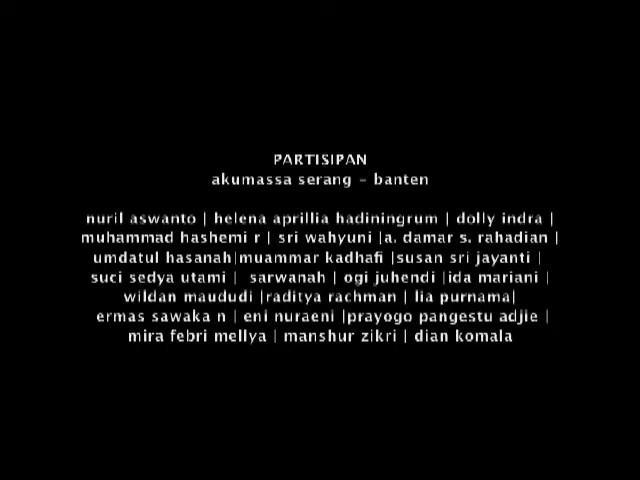 PARTISIPAN
akumassa serang - banten
nuril aswanto | helena aprillia hadiningrum | dolly indra |
muhammad hashemi r | sri wahyuni |a. damar s. rahadian |
umdatul hasanah|muammar kadhafi |susan sri jayanti |
suci sedya utami | sarwanah | ogi juhendi |ida mariani |
wildan maududi |raditya rachman | lia purnama|
ermas sawaka n | eni nuraeni |prayogo pangestu adjie |
mira febri mellya | manshur zikri | dian komala